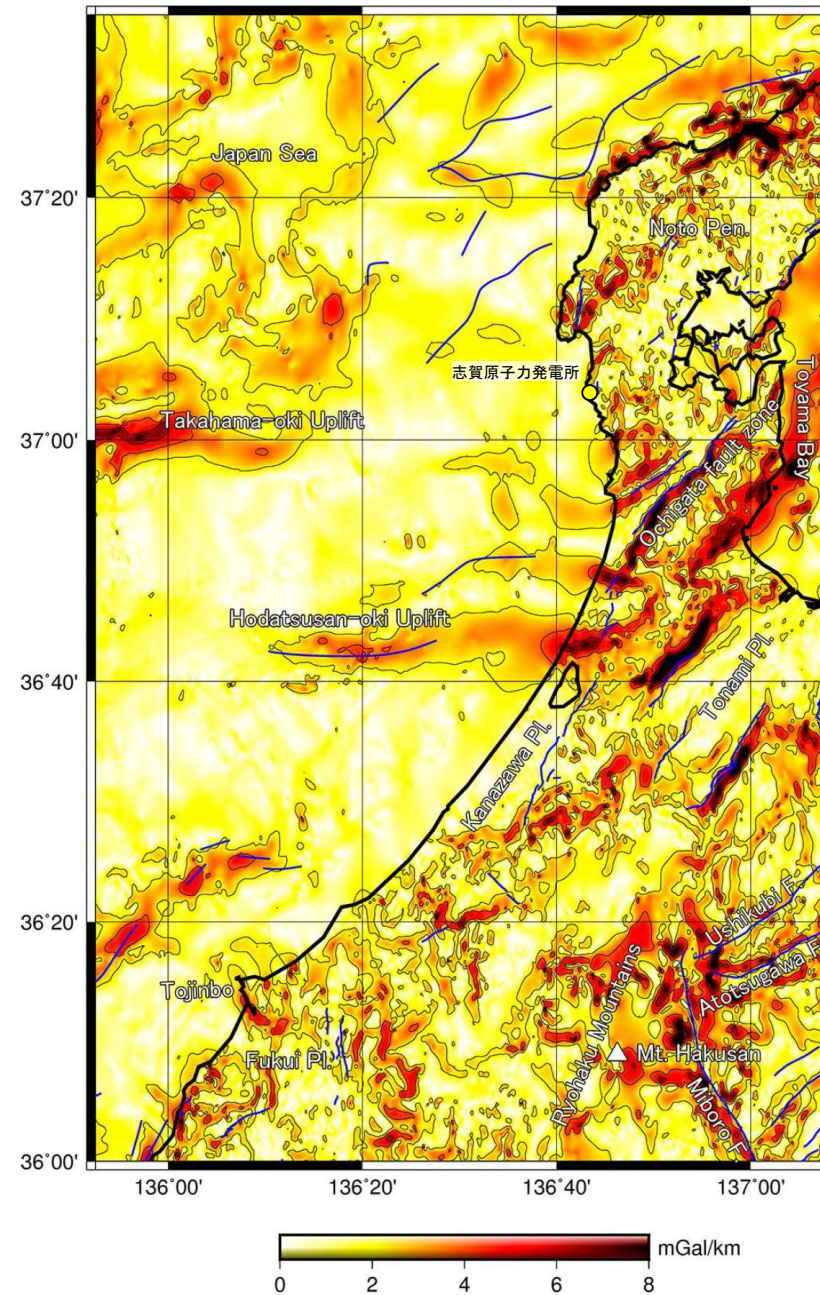 Japan Sea
37°20'
Noto Pen.
志賀原子力発電所
Toyama Bay
Takahama-oki Uplift
37°00'
Ochigata fault zone
Hodatsusan-oki Uplift
36°40'
Tonami Pl.
Kanazawa Pl.
36°20'
Ushikubi F.
Atotsugawa F.
Ryohaku Mountains
Tojinbo
Fukui Pl.
Mt. Hakusan
Miboro F.
36°00'
136°00'
136°20'
136°40'
137°00'
mGal/km
0
2
4
6
8